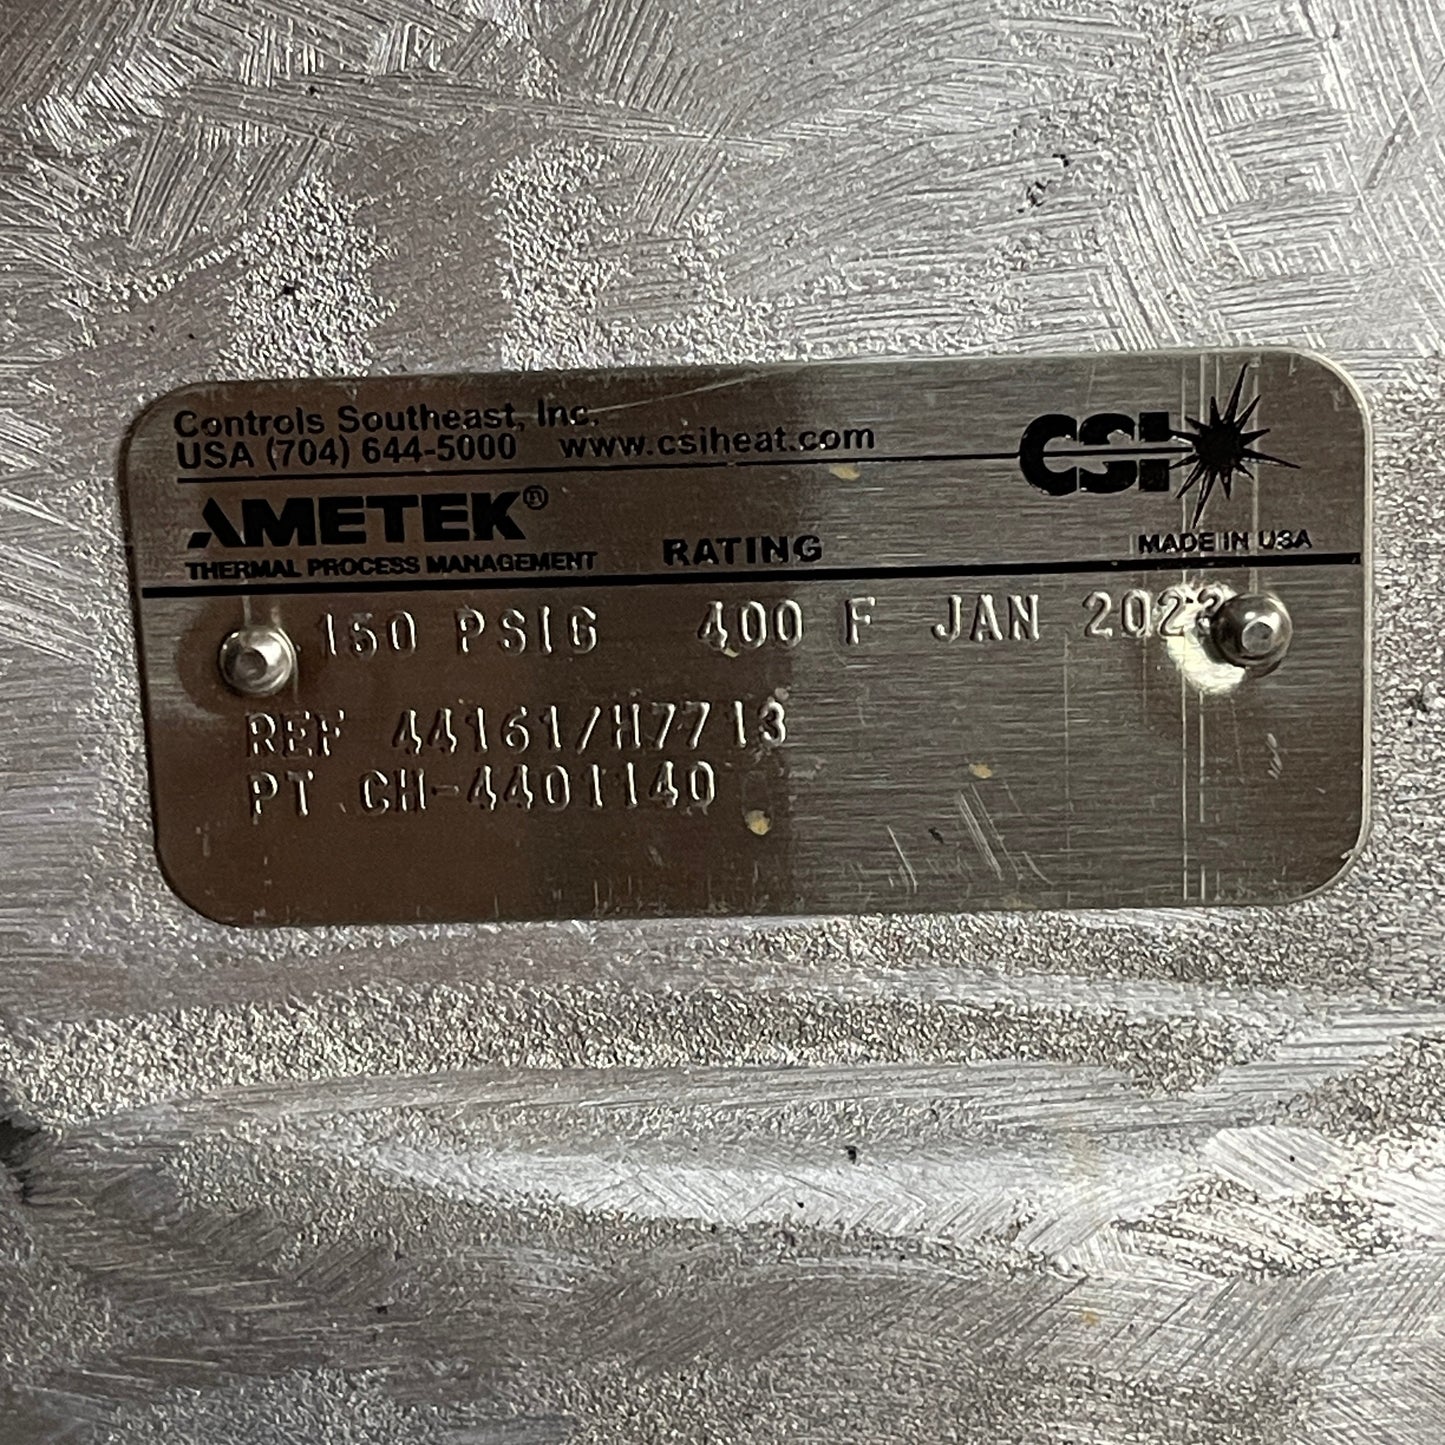 Controls Southeast, Inc.
USA (704) 644-5000 www.csiheat.com
CSI
AMETEK®
THERMAL PROCESS MANAGEMENT
RATING
MADE IN USA
150 PSIG 400 F JAN
REF 44161/H7713
PT CH-4401140